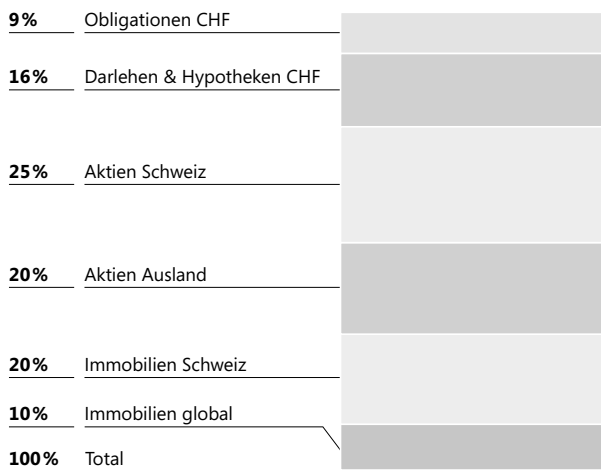 9% Obligationen CHF
16% Darlehen & Hypotheken CHF
25% Aktien Schweiz
20% Aktien Ausland
20% Immobilien Schweiz
10% Immobilien global
100% Total